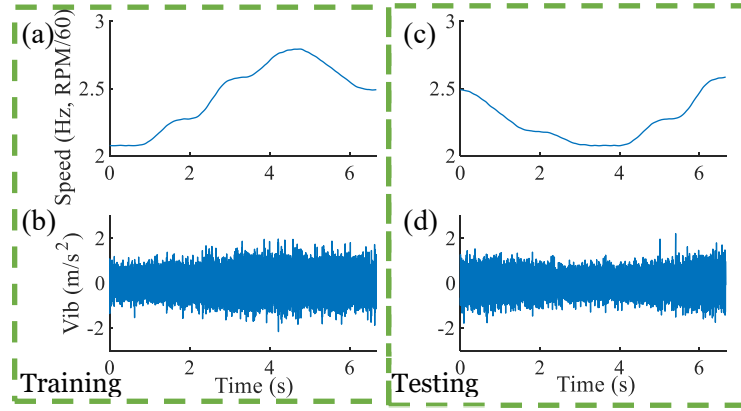 (a)
Speed (Hz, RPM/60)
3
2.5
2
0 2 4 6
(c)
3
2.5
2
0 2 4 6
(b)
Vib (m/s²)
2
0
-2
0 2 4 6
Training
Time (s)
(d)
2
0
-2
0 2 4 6
Testing
Time (s)